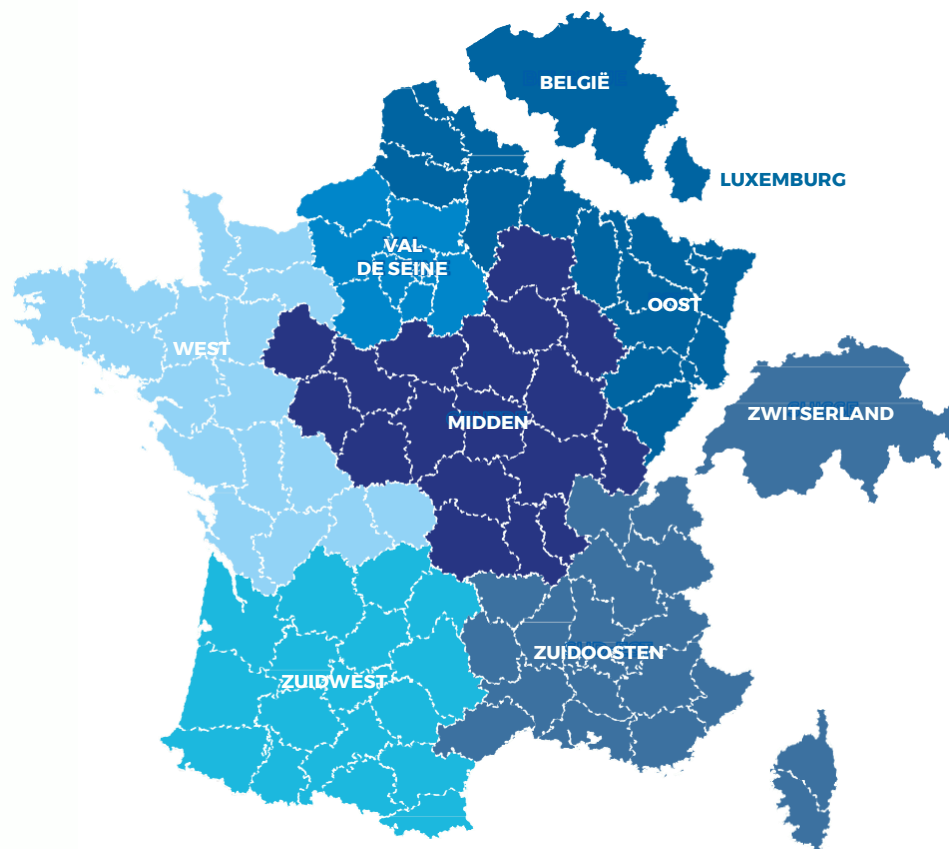 BELGIË
LUXEMBURG
VAL
DE SEINE
OOST
WEST
ZWITSERLAND
MIDDEN
ZUIDOOSTEN
ZUIDWEST